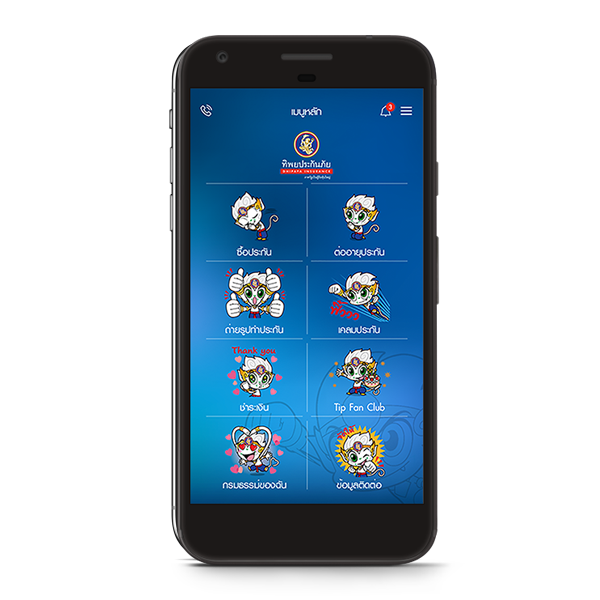 เมนูหลัก
3
ทิพยประกันภัย
DHIPAYA INSURANCE
ซื้อประกัน
ต่ออายุประกัน
ถ่ายรูปทำประกัน
เคลมประกัน
Thank you
ชำระเงิน
Tip Fan Club
กรมธรรม์ของฉัน
ข้อมูลติดต่อ